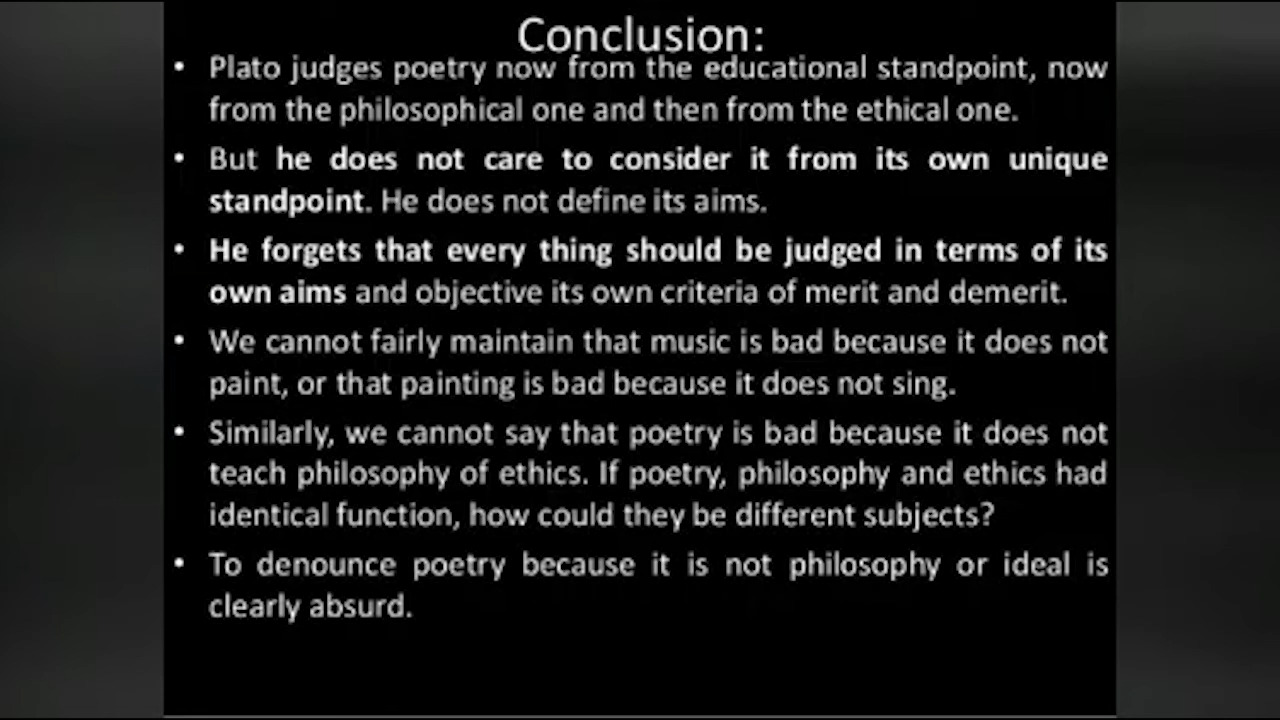 Conclusion:
• Plato judges poetry now from the educational standpoint, now
from the philosophical one and then from the ethical one.
• But he does not care to consider it from its own unique
standpoint. He does not define its aims.
• He forgets that every thing should be judged in terms of its
own aims and objective its own criteria of merit and demerit.
• We cannot fairly maintain that music is bad because it does not
paint, or that painting is bad because it does not sing.
• Similarly, we cannot say that poetry is bad because it does not
teach philosophy of ethics. If poetry, philosophy and ethics had
identical function, how could they be different subjects?
• To denounce poetry because it is not philosophy or ideal is
clearly absurd.